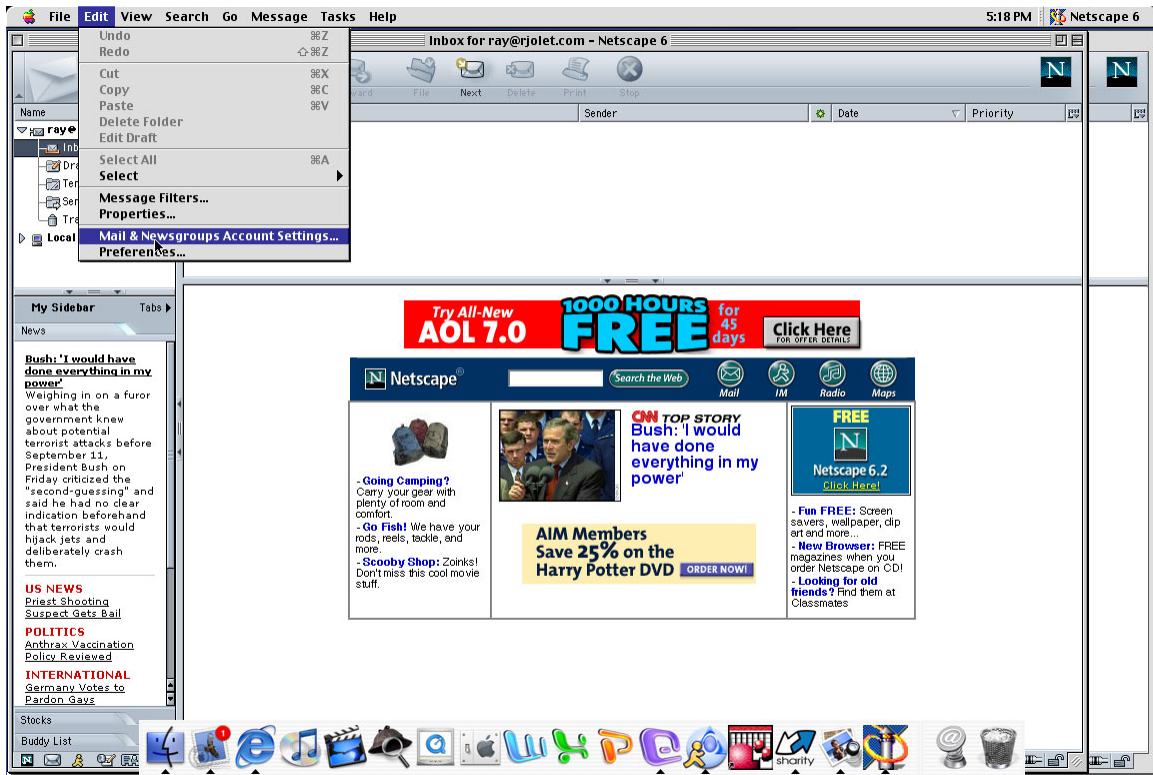 File Edit View Search Go Message Tasks Help 5:18 PM Netscape 6
Inbox for ray@rjolet.com - Netscape 6
Undo ⌘Z
Redo ⇧⌘Z
Cut ⌘X
Copy ⌘C
Paste ⌘V
Delete Folder
Edit Draft
Select All ⌘A
Select
Message Filters...
Properties...
Mail & Newsgroups Account Settings...
Preferences...
ward File Next Delete Print Stop
N N
Name Sender Date Priority
ray@
Inb
Dra
Ter
Ser
Tra
Local
My Sidebar Tabs
News
Bush: 'I would have
done everything in my
power'
Weighing in on a furor
over what the
government knew
about potential
terrorist attacks before
September 11,
President Bush on
Friday criticized the
"second-guessing" and
said he had no clear
indication beforehand
that terrorists would
hijack jets and
deliberately crash
them.
US NEWS
Priest Shooting
Suspect Gets Bail
POLITICS
Anthrax Vaccination
Policy Reviewed
INTERNATIONAL
Germany Votes to
Pardon Gays
Stocks
Buddy List
Try All-New
AOL 7.0
1000 HOURS
FREE
for
45
days
Click Here
FOR OFFER DETAILS
N Netscape®
Search the Web
Mail IM Radio Maps
- Going Camping?
Carry your gear with
plenty of room and
comfort.
- Go Fish! We have your
rods, reels, tackle, and
more.
- Scooby Shop: Zoinks!
Don't miss this cool movie
stuff.
CNN TOP STORY
Bush: 'I would
have done
everything in my
power'
AIM Members
Save 25% on the
Harry Potter DVD ORDER NOW!
FREE
N
Netscape 6.2
Click Here!
- Fun FREE: Screen
savers, wallpaper, clip
art and more...
- New Browser: FREE
magazines when you
order Netscape on CD!
- Looking for old
friends? Find them at
Classmates
1
sharity